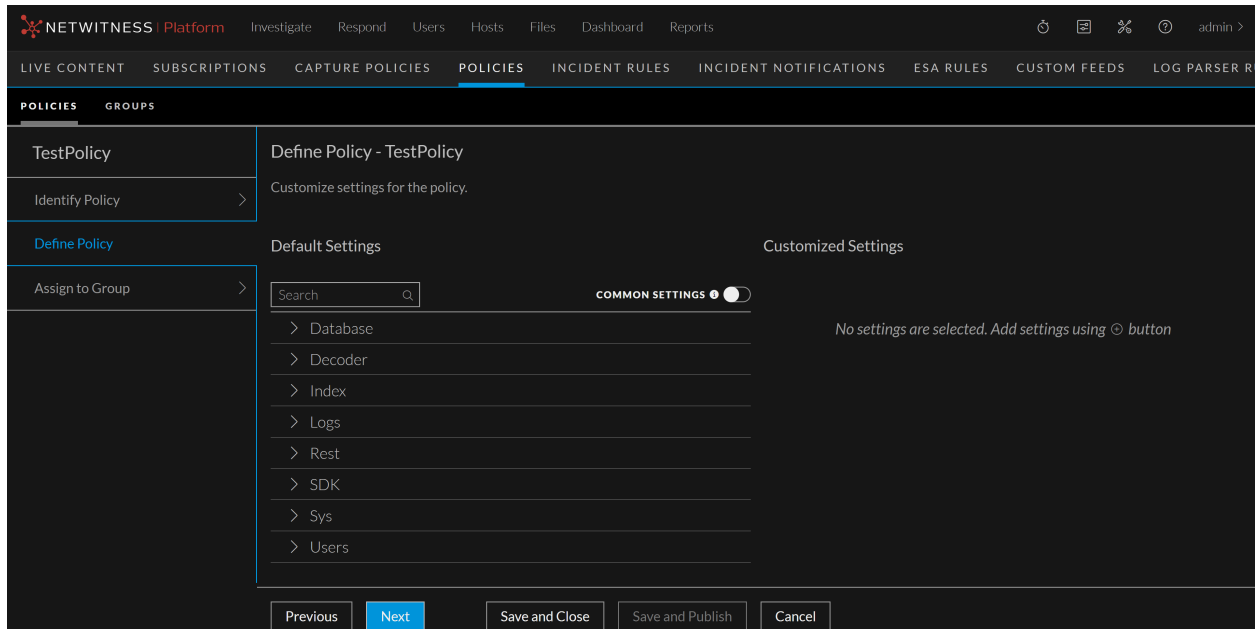 NETWITNESS Platform Investigate Respond Users Hosts Files Dashboard Reports admin >
LIVE CONTENT SUBSCRIPTIONS CAPTURE POLICIES POLICIES INCIDENT RULES INCIDENT NOTIFICATIONS ESA RULES CUSTOM FEEDS LOG PARSER R
POLICIES GROUPS
TestPolicy
Identify Policy
Define Policy
Assign to Group
Define Policy - TestPolicy
Customize settings for the policy.
Default Settings
Search COMMON SETTINGS
Database
Decoder
Index
Logs
Rest
SDK
Sys
Users
Customized Settings
No settings are selected. Add settings using ⊕ button
Previous Next Save and Close Save and Publish Cancel